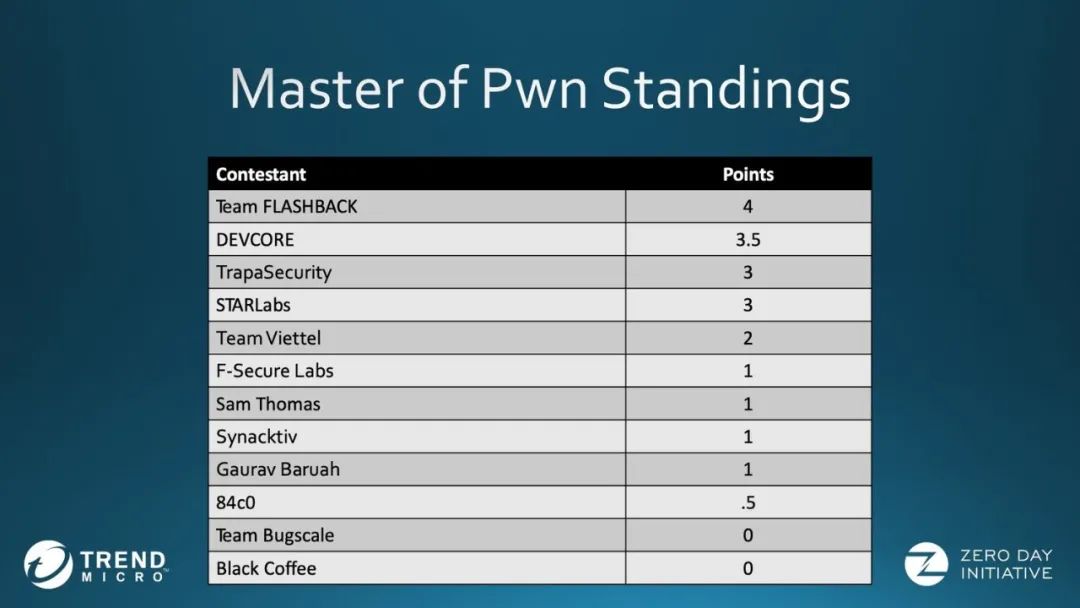 Master of Pwn Standings
Contestant Points
Team FLASHBACK 4
DEVCORE 3.5
TrapaSecurity 3
STARLabs 3
Team Viettel 2
F-Secure Labs 1
Sam Thomas 1
Synacktiv 1
Gaurav Baruah 1
84c0 .5
Team Bugscale 0
Black Coffee 0
TREND
MICRO™
ZERO DAY
INITIATIVE